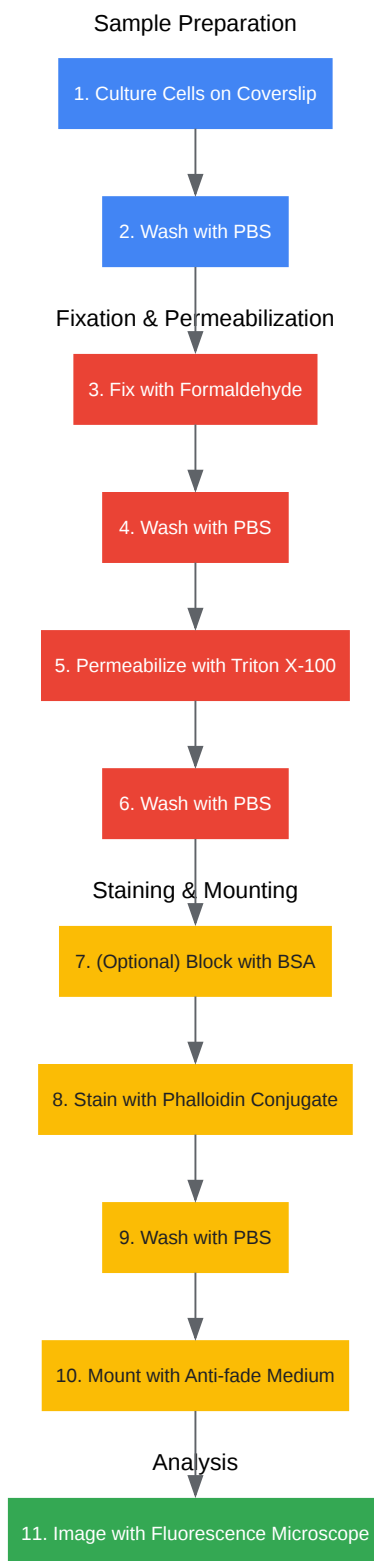 Sample Preparation
1. Culture Cells on Coverslip
2. Wash with PBS
Fixation & Permeabilization
3. Fix with Formaldehyde
4. Wash with PBS
5. Permeabilize with Triton X-100
6. Wash with PBS
Staining & Mounting
7. (Optional) Block with BSA
8. Stain with Phalloidin Conjugate
9. Wash with PBS
10. Mount with Anti-fade Medium
Analysis
11. Image with Fluorescence Microscope